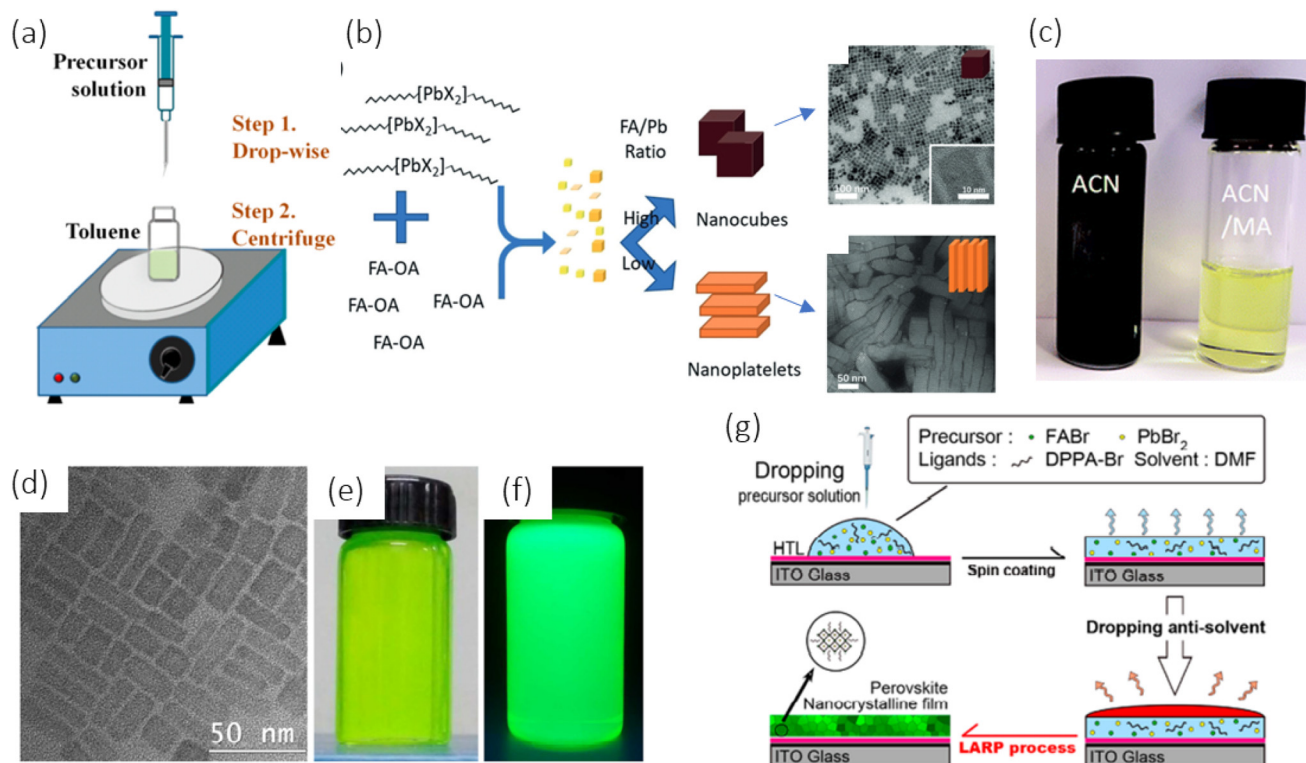 (a)
Precursor
solution
Step 1.
Drop-wise
Toluene
Step 2.
Centrifuge
(b)
[PbX2]
[PbX2]
[PbX2]
FA-OA
FA-OA
FA-OA
FA-OA
FA/Pb
Ratio
High
Low
Nanocubes
Nanoplatelets
100 nm
10 nm
50 nm
(c)
ACN
ACN
/MA
(d)
50 nm
(e)
(f)
(g)
Dropping
precursor solution
Precursor : FABr PbBr2
Ligands : DPPA-Br Solvent : DMF
HTL
ITO Glass
Spin coating
ITO Glass
Dropping anti-solvent
Perovskite
Nanocrystalline film
ITO Glass
LARP process
ITO Glass